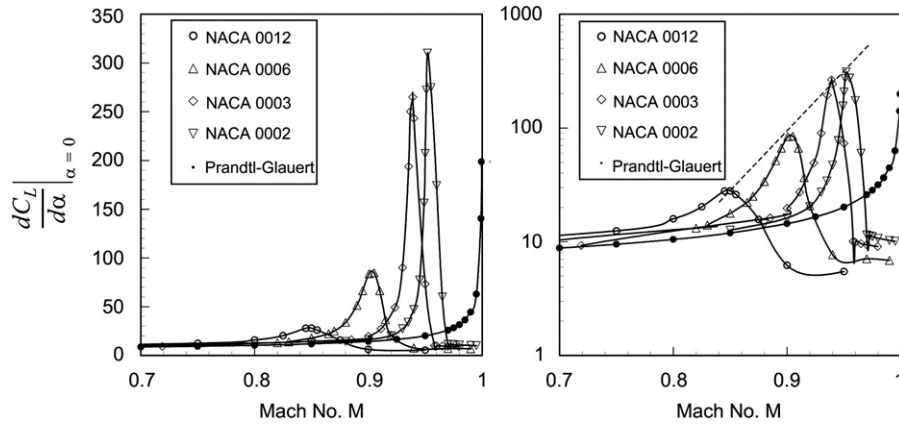 350
300
250
200
150
100
50
0
0.7
0.8
0.9
1
Mach No. M
dC_L
dα
α = 0
NACA 0012
NACA 0006
NACA 0003
NACA 0002
Prandtl-Glauert
1000
100
10
1
0.7
0.8
0.9
1
Mach No. M
NACA 0012
NACA 0006
NACA 0003
NACA 0002
Prandtl-Glauert